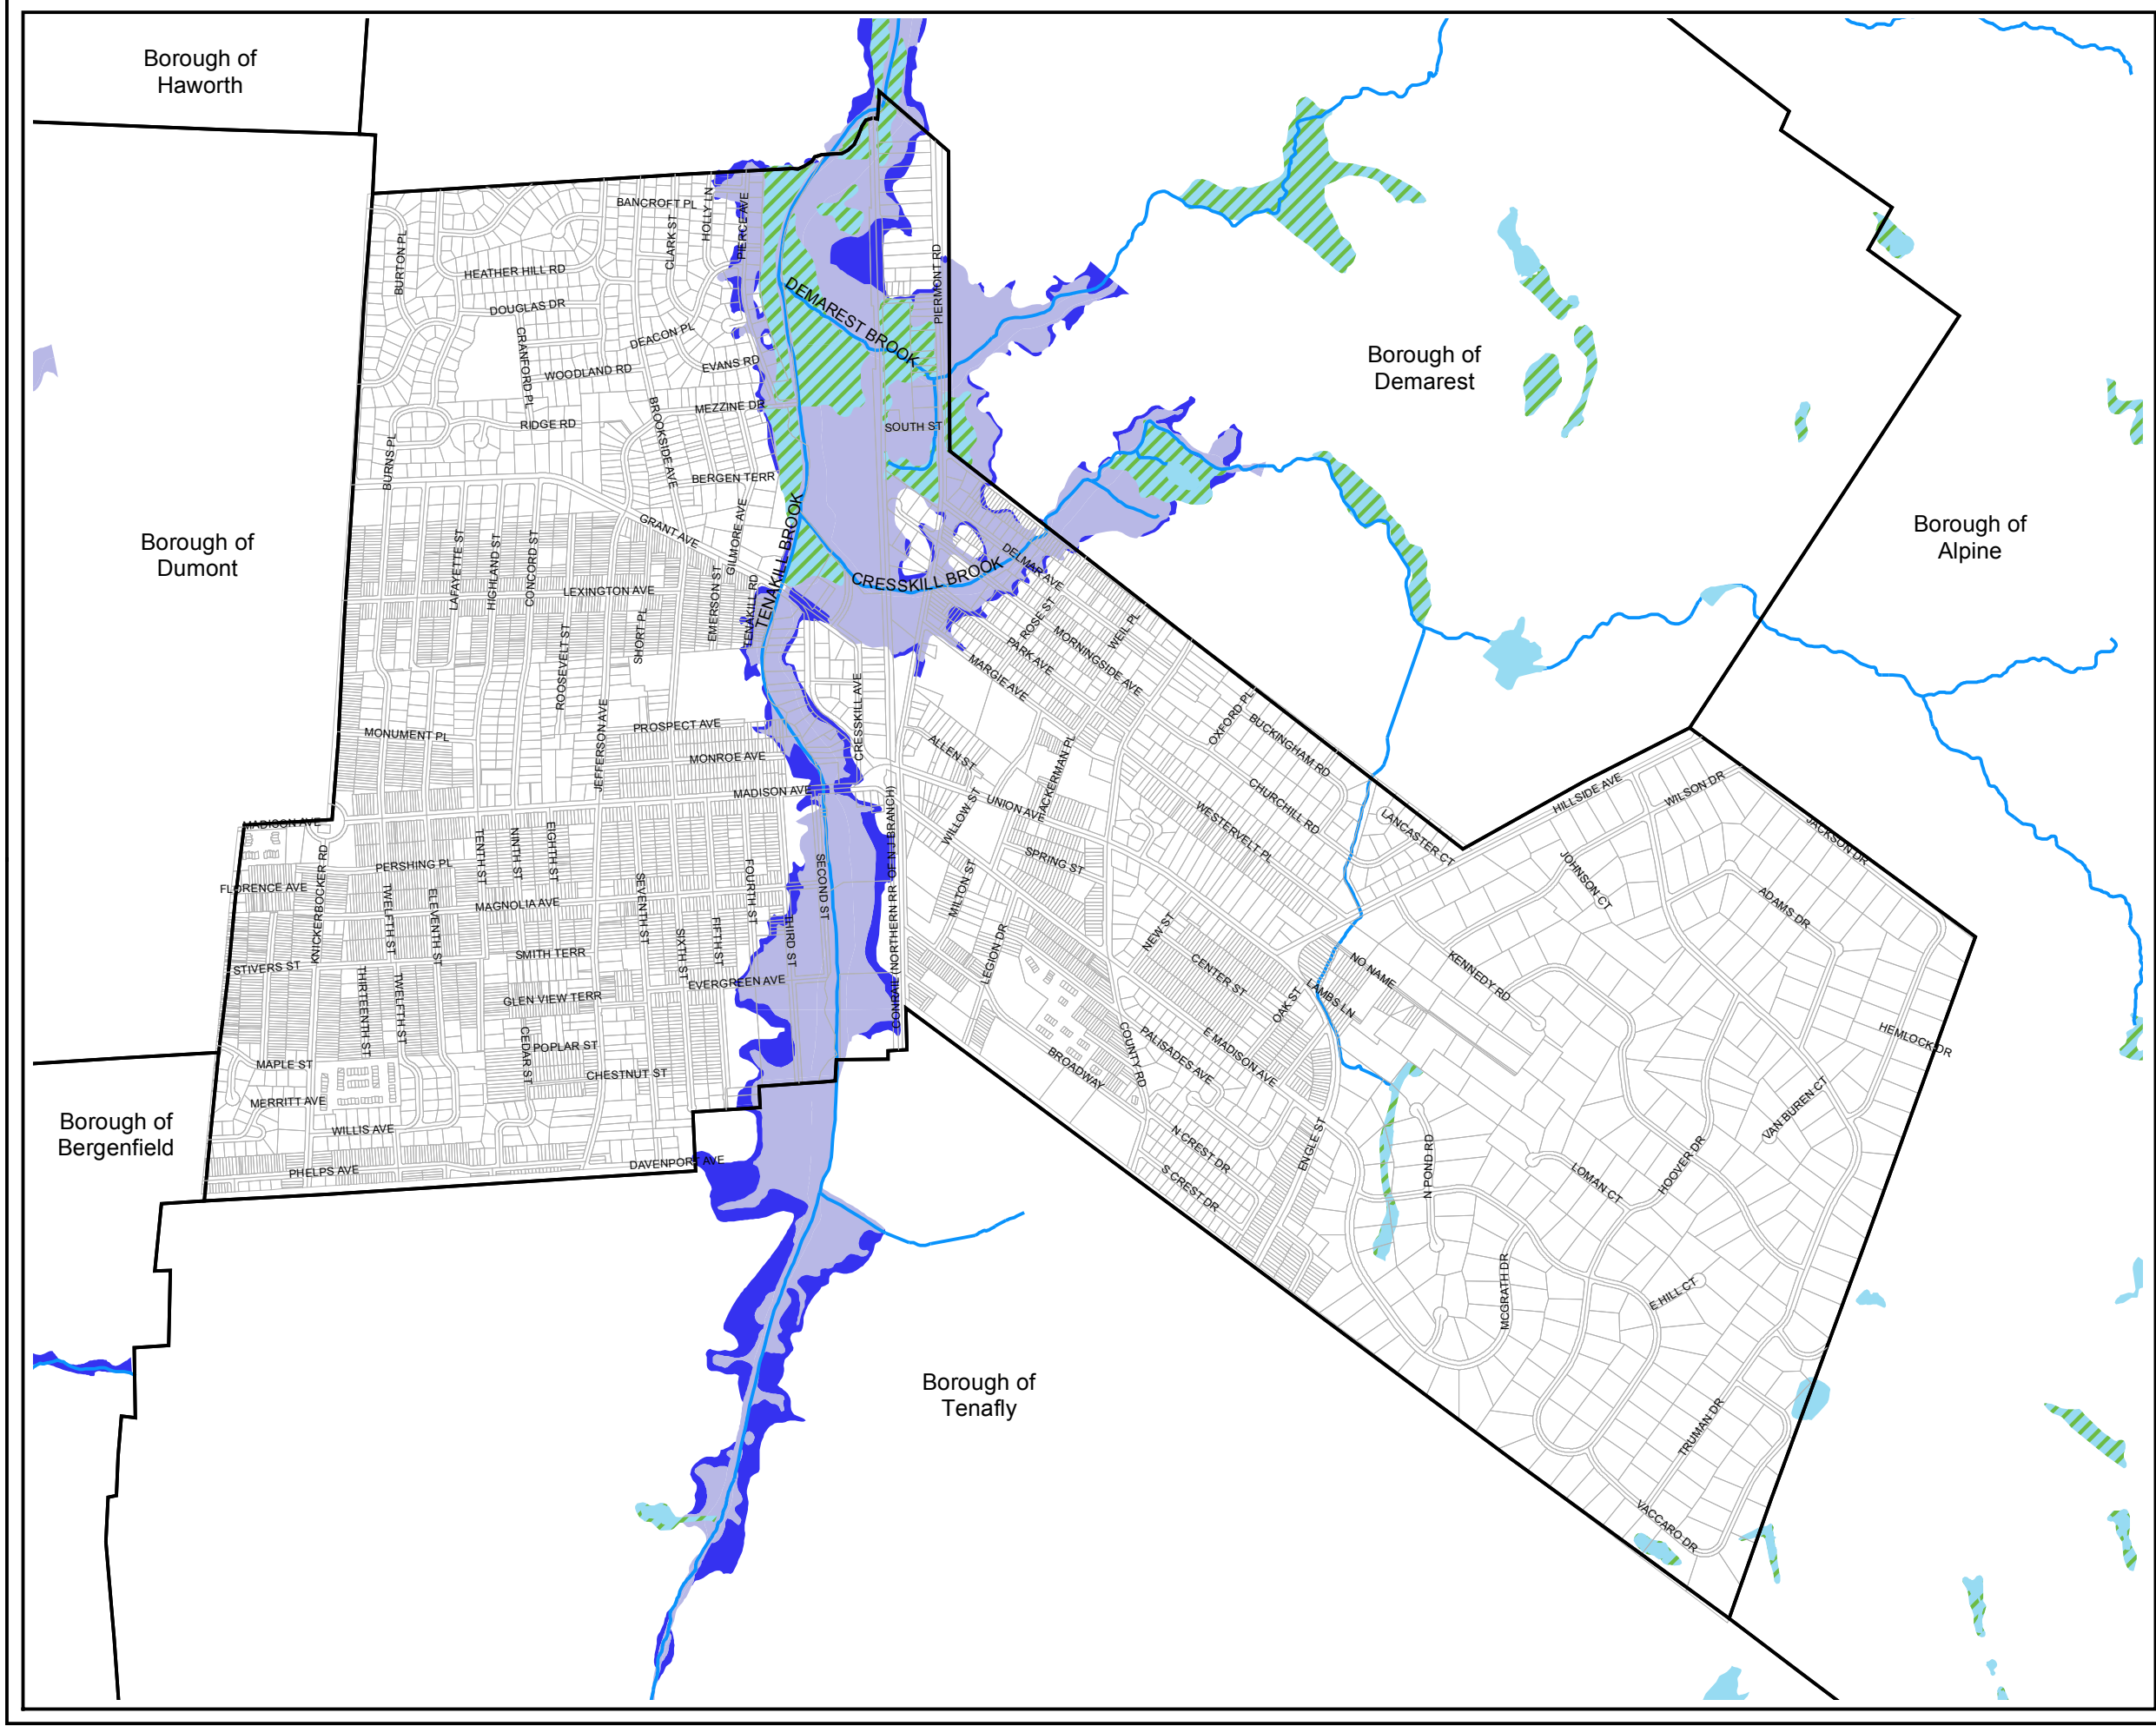 Borough of
Haworth
BANCROFT PL
HOLLY LN
PIERCE AVE
CLARK ST
BURTON PL
HEATHER HILL RD
DOUGLAS DR
PIERMONT RD
DEMAREST BROOK
CRANFORD PL
DEACON PL
EVANS RD
WOODLAND RD
Borough of
Demarest
BROOKSIDE AVE
MEZZINE DR
RIDGE RD
SOUTH ST
BURNS PL
BERGEN TERR
GRANT AVE
GILMORE AVE
TENAKILL BROOK
Borough of
Dumont
Borough of
Alpine
LAFAYETTE ST
HIGHLAND ST
CONCORD ST
LEXINGTON AVE
EMERSON ST
TENAKILL RD
CRESSKILL BROOK
DELMAR AVE
ROOSEVELT ST
SHORT PL
ROSE ST
WEIL PL
PARK AVE
MORNINGSIDE AVE
MARGIE AVE
CRESSKILL AVE
JEFFERSON AVE
PROSPECT AVE
MONUMENT PL
MONROE AVE
OXFORD PL
BUCKINGHAM RD
ALLEN ST
HACKERMAN PL
MADISON AVE
UNION AVE
WILLOW ST
CHURCHILL RD
HILLSIDE AVE
WILSON DR
MADISON AVE
CONRAIL (NORTHERN RR OF N J BRANCH)
WESTERVELT PL
LANCASTER CT
JACKSON DR
TENTH ST
NINTH ST
EIGHTH ST
PERSHING PL
KNICKERBOCKER RD
FLORENCE AVE
FOURTH ST
SECOND ST
SPRING ST
MILTON ST
JOHNSON CT
ADAMS DR
TWELFTH ST
ELEVENTH ST
MAGNOLIA AVE
SEVENTH ST
SIXTH ST
FIFTH ST
THIRD ST
NEW ST
LEGION DR
SMITH TERR
STIVERS ST
CENTER ST
NO NAME
KENNEDY RD
EVERGREEN AVE
THIRTENTH ST
TWELFTH ST
GLEN VIEW TERR
LAMBS LN
OAK ST
HEMLOCK DR
CEDAR ST
POPLAR ST
COUNTY RD
PALISADES AVE
E MADISON AVE
BROADWAY
MAPLE ST
CHESTNUT ST
MERRITT AVE
Borough of
Bergenfield
WILLIS AVE
VAN BUREN CT
N CREST DR
ENGLE ST
N POND RD
HOOVER DR
LOMAN CT
PHELPS AVE
DAVENPORT AVE
S CREST DR
MCGRATH DR
E HILL CT
Borough of
Tenafly
TRUMAN DR
VACCARO DR